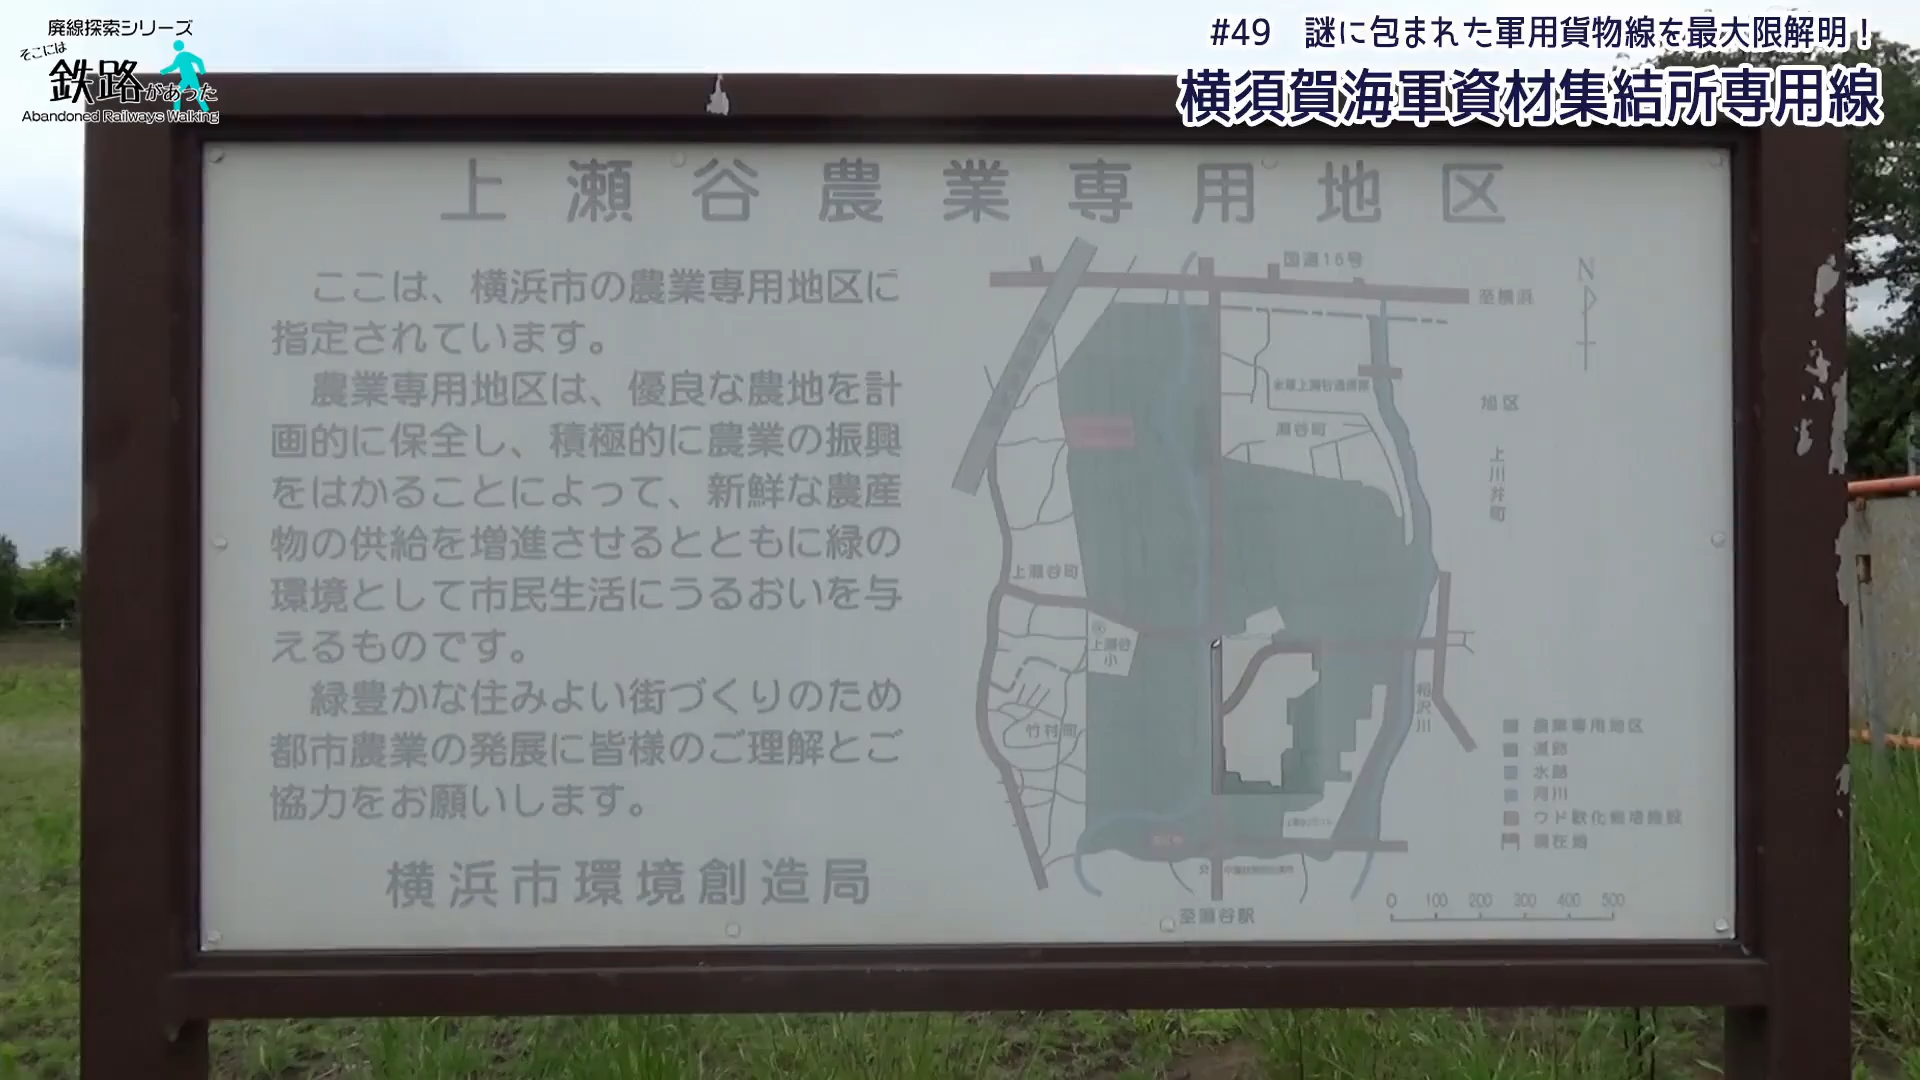 廃線探索シリーズ
そこには
鉄路があった
Abandoned Railways Walking
#49 謎に包まれた軍用貨物線を最大限解明！
横須賀海軍資材集結所専用線
上瀬谷農業専用地区
ここは、横浜市の農業専用地区に
指定されています。
農業専用地区は、優良な農地を計
画的に保全し、積極的に農業の振興
をはかることによって、新鮮な農産
物の供給を増進させるとともに緑の
環境として市民生活にうるおいを与
えるものです。
緑豊かな住みよい街づくりのため
都市農業の発展に皆様のご理解とご
協力をお願いします。
横浜市環境創造局
国道16号
至横浜
N
米軍上瀬谷通信隊
旭区
瀬谷町
上川井町
上瀬谷町
上瀬谷
小
竹村町
相沢川
農業専用地区
道路
水路
河川
ウド軟化栽培施設
現在地
至瀬谷駅
0 100 200 300 400 500